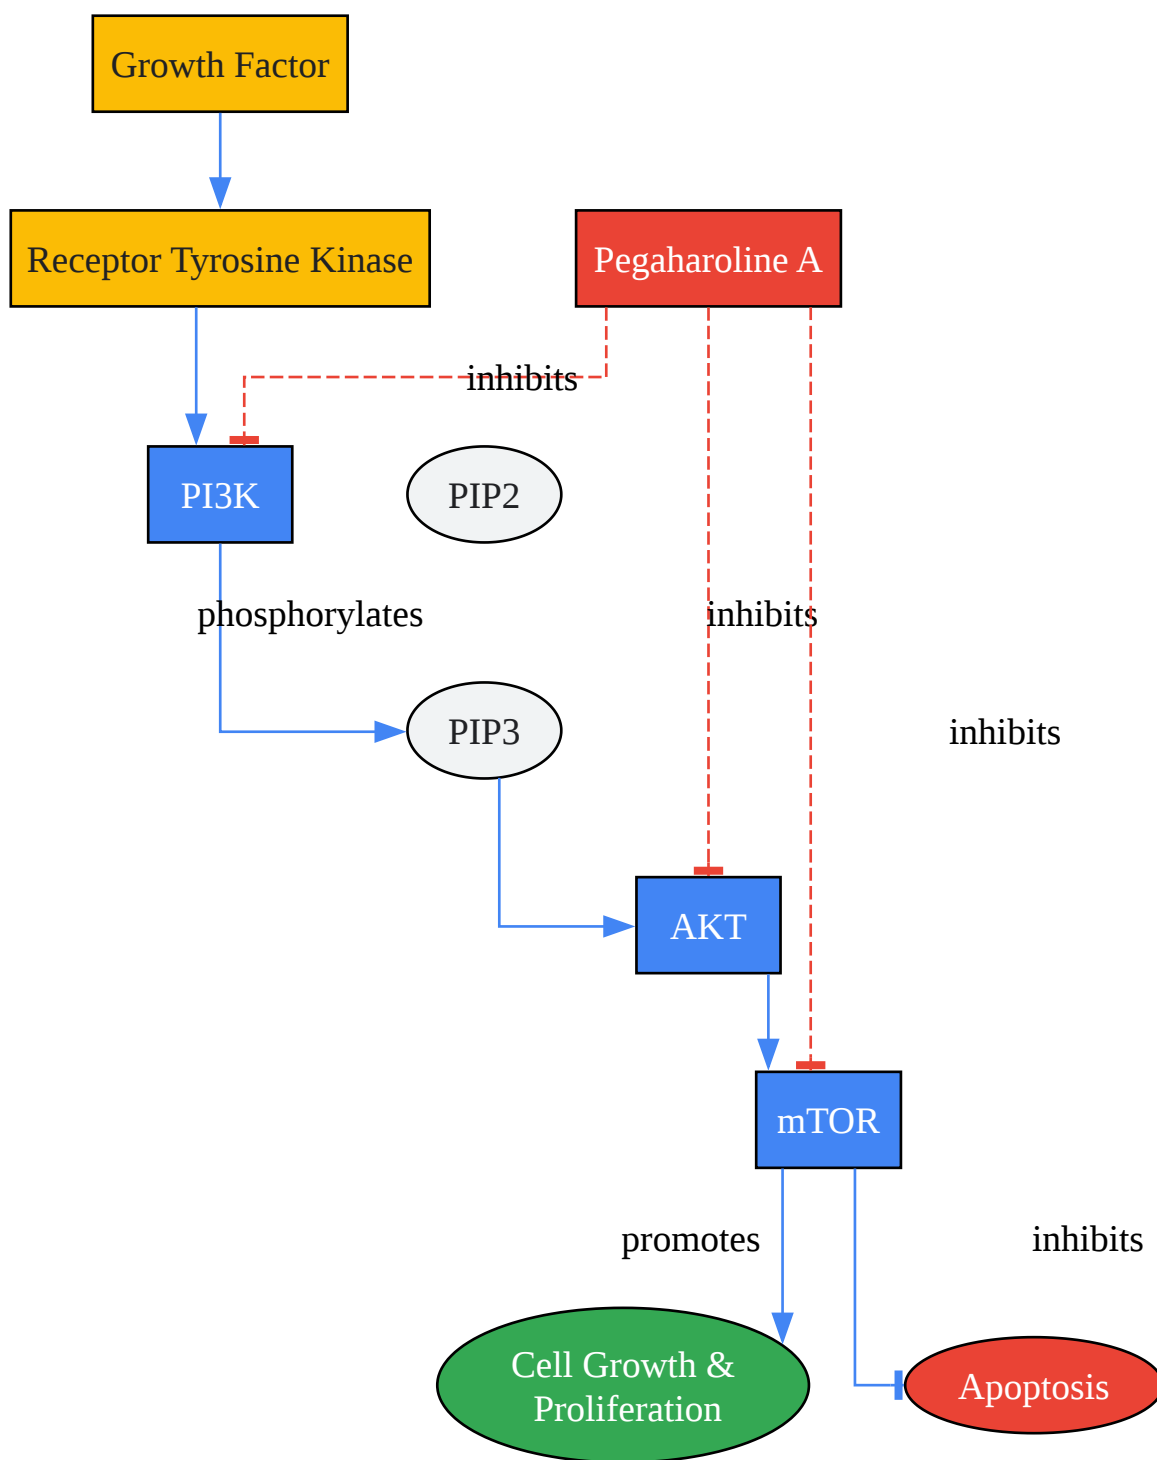 Growth Factor
Receptor Tyrosine Kinase
Pegaharoline A
inhibits
PI3K
PIP2
phosphorylates
inhibits
PIP3
inhibits
AKT
mTOR
promotes
inhibits
Cell Growth &
Proliferation
Apoptosis